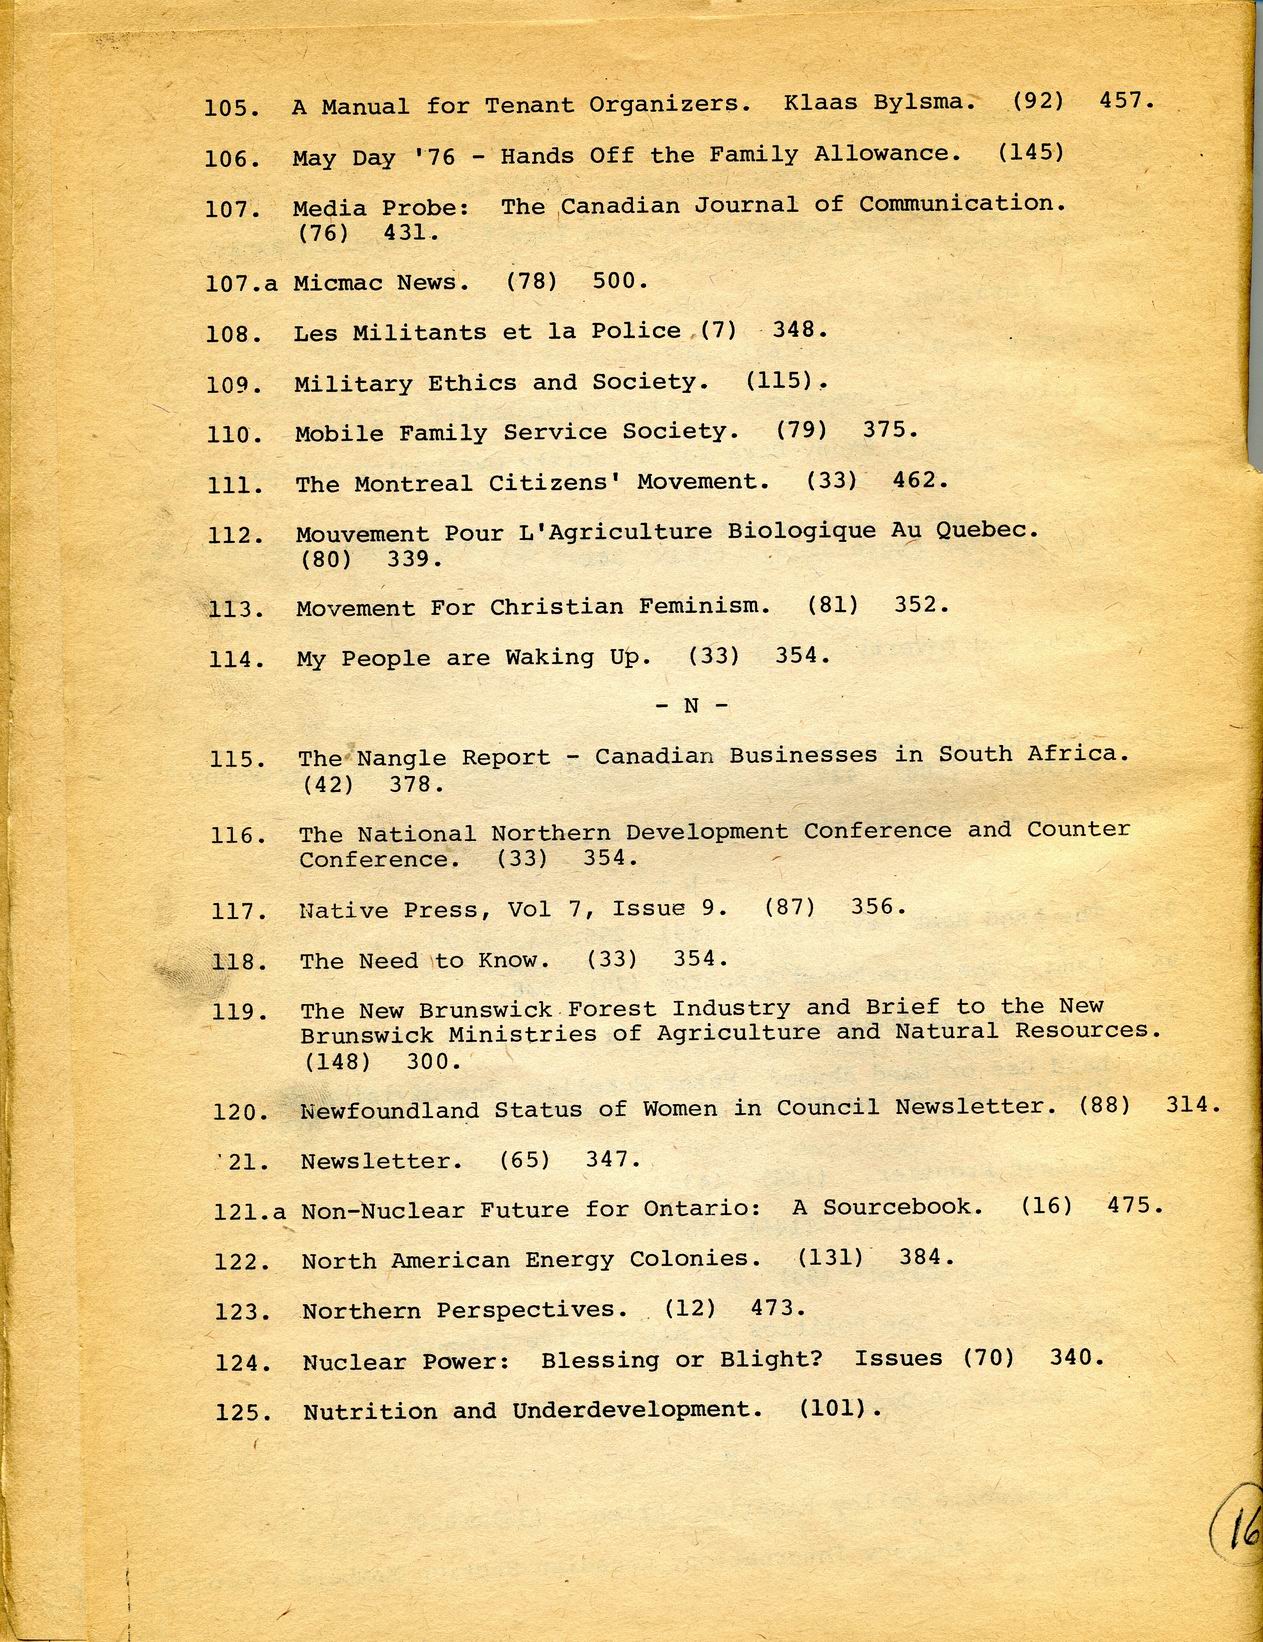 105. A Manual for Tenant Organizers. Klaas Bylsma. (92) 457.
106. May Day '76 - Hands Off the Family Allowance. (145)
107. Media Probe: The Canadian Journal of Communication.
(76) 431.
107.a Micmac News. (78) 500.
108. Les Militants et la Police (7) 348.
109. Military Ethics and Society. (115).
110. Mobile Family Service Society. (79) 375.
111. The Montreal Citizens' Movement. (33) 462.
112. Mouvement Pour L'Agriculture Biologique Au Quebec.
(80) 339.
113. Movement For Christian Feminism. (81) 352.
114. My People are Waking Up. (33) 354.
- N -
115. The Nangle Report - Canadian Businesses in South Africa.
(42) 378.
116. The National Northern Development Conference and Counter
Conference. (33) 354.
117. Native Press, Vol 7, Issue 9. (87) 356.
118. The Need to Know. (33) 354.
119. The New Brunswick Forest Industry and Brief to the New
Brunswick Ministries of Agriculture and Natural Resources.
(148) 300.
120. Newfoundland Status of Women in Council Newsletter. (88) 314.
'21. Newsletter. (65) 347.
121.a Non-Nuclear Future for Ontario: A Sourcebook. (16) 475.
122. North American Energy Colonies. (131) 384.
123. Northern Perspectives. (12) 473.
124. Nuclear Power: Blessing or Blight? Issues (70) 340.
125. Nutrition and Underdevelopment. (101).
16